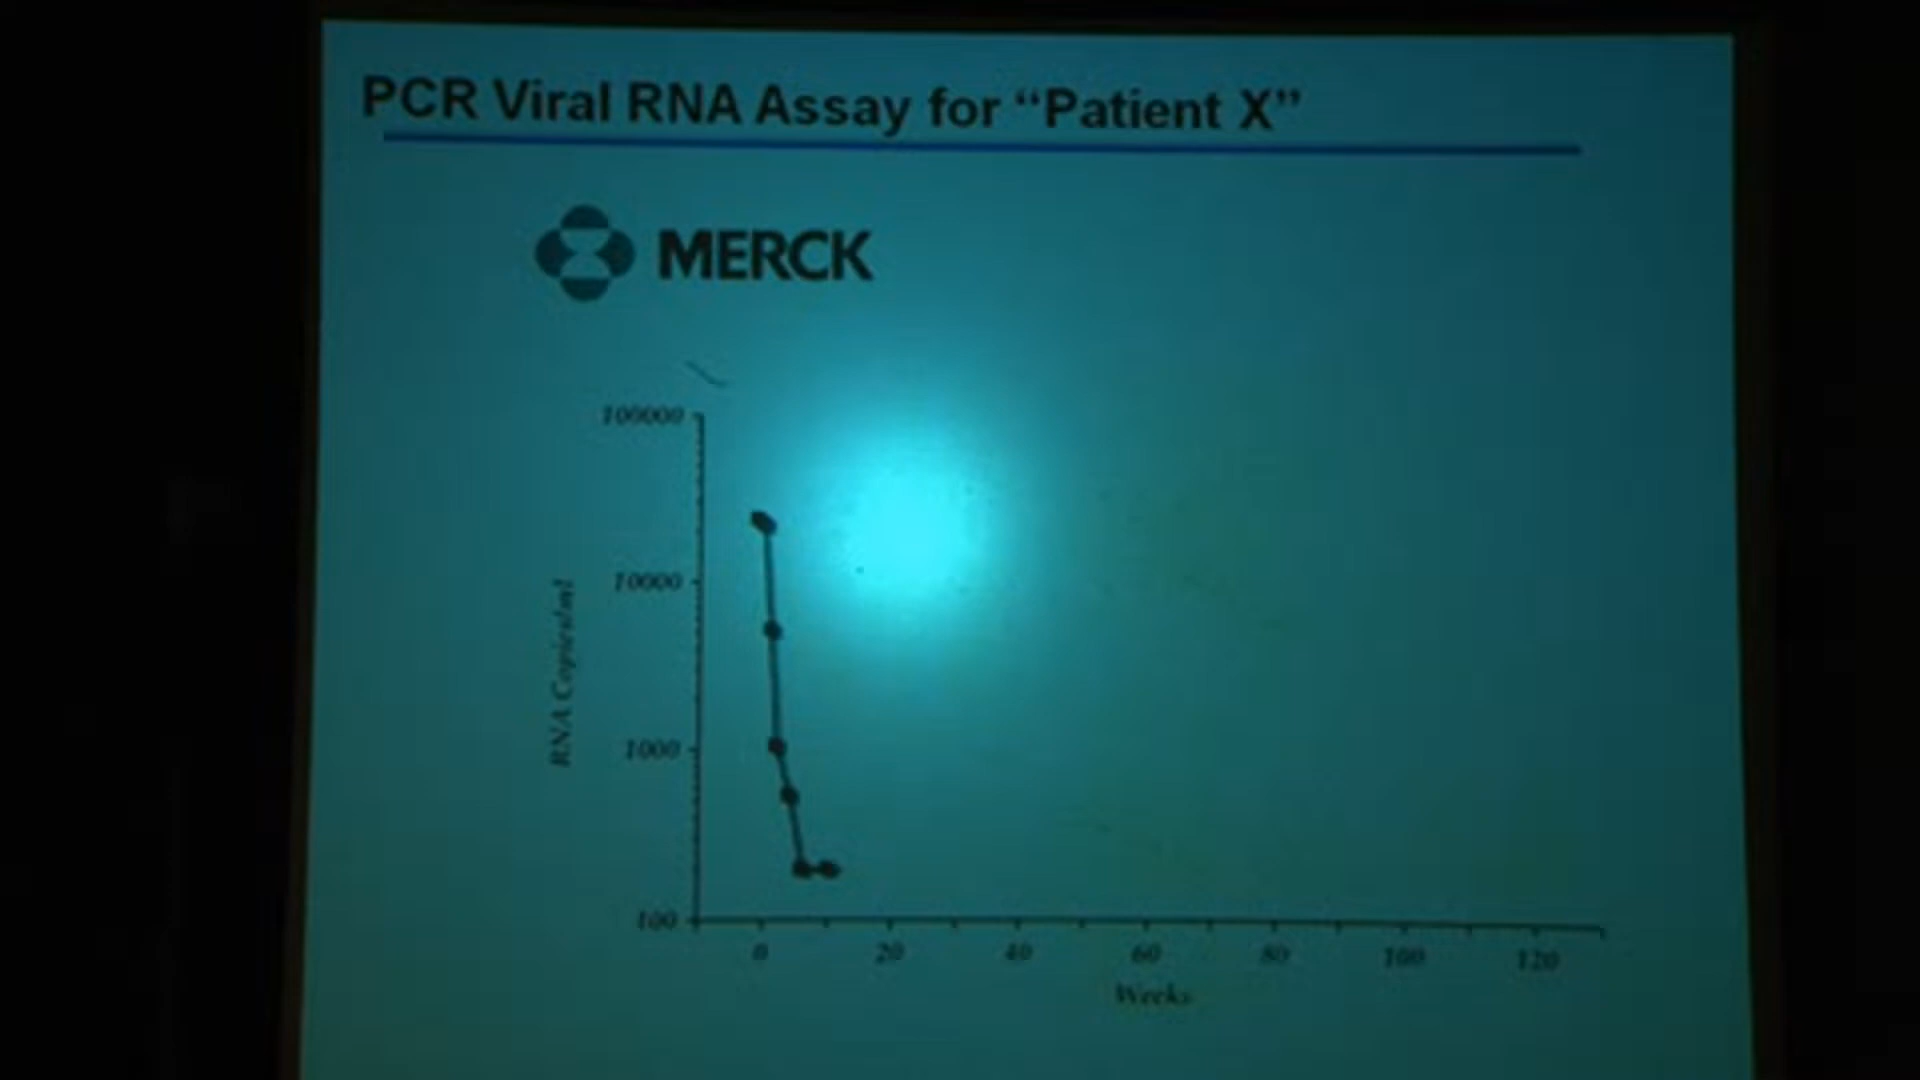 PCR Viral RNA Assay for “Patient X”
MERCK
100000
10000
1000
100
RNA Copies/ml
0 20 40 60 80 100 120
Weeks